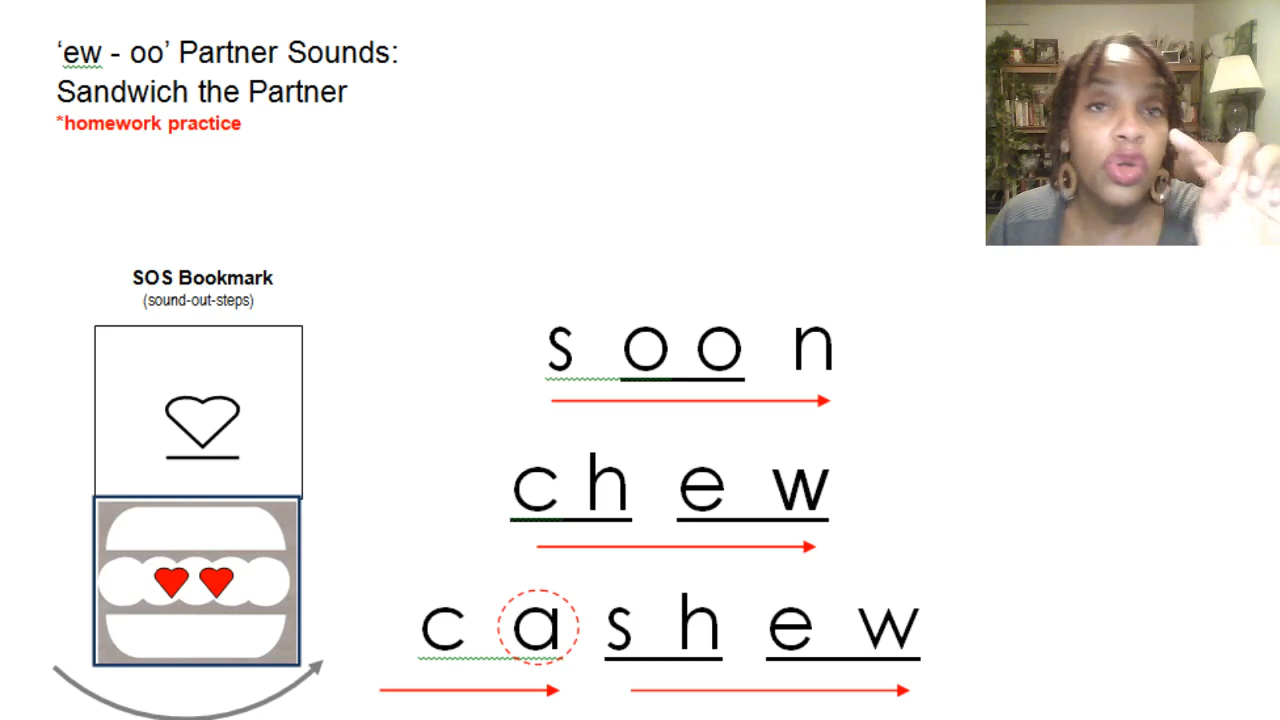 ‘ew - oo’ Partner Sounds:
Sandwich the Partner
*homework practice
SOS Bookmark
(sound-out-steps)
s o o n
c h e w
c a s h e w